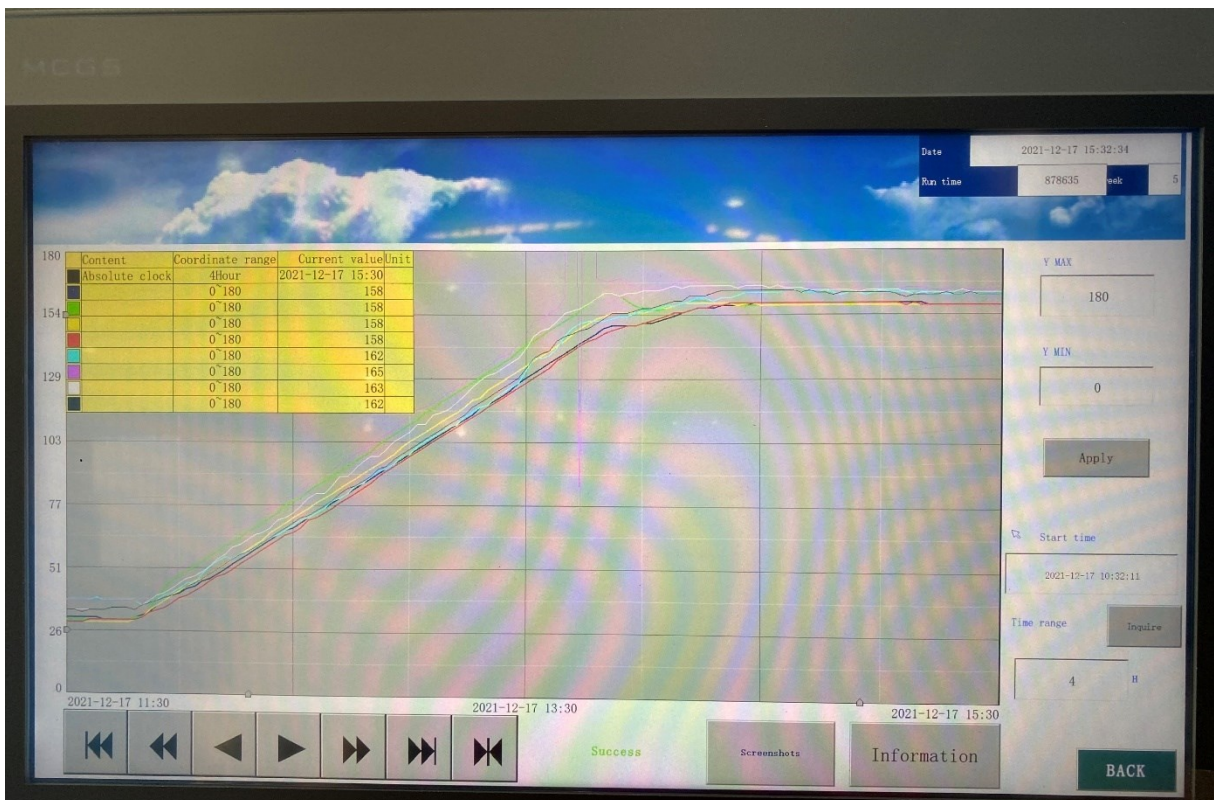 MCGS
Date 2021-12-17 15:32:34
Run time 878635 eek 5
180
Content Coordinate range Current value Unit
Absolute clock 4Hour 2021-12-17 15:30
0~180 158
0~180 158
154
0~180 158
0~180 158
0~180 162
129
0~180 165
0~180 163
0~180 162
103
77
51
26
0
2021-12-17 11:30 2021-12-17 13:30 2021-12-17 15:30
Y MAX
180
Y MIN
0
Apply
Start time
2021-12-17 10:32:11
Time range
Inquire
4 H
Success
Screenshots
Information
BACK